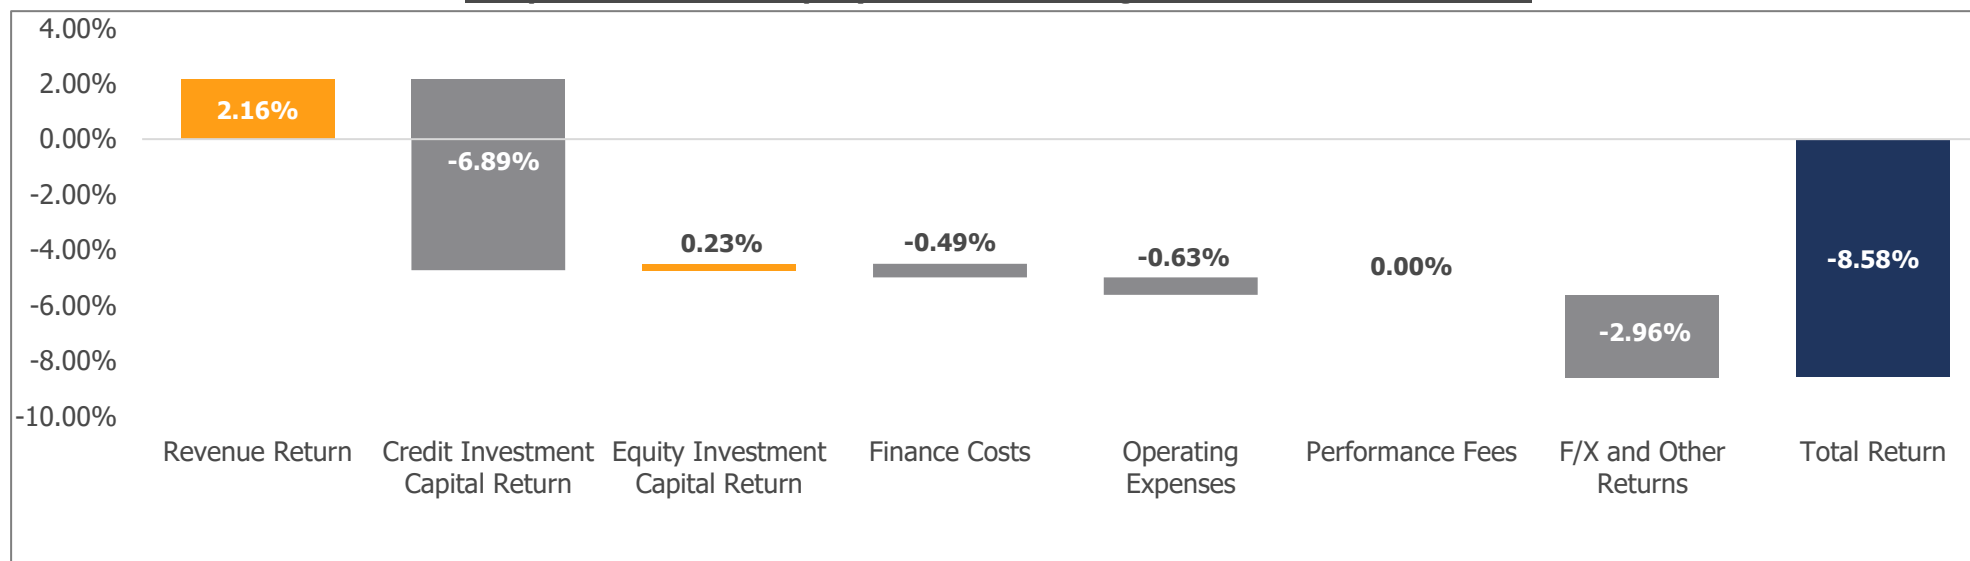 4.00%
2.00%
0.00%
-2.00%
-4.00%
-6.00%
-8.00%
-10.00%
2.16%
-6.89%
0.23%
-0.49%
-0.63%
0.00%
-2.96%
-8.58%
Revenue Return
Credit Investment
Capital Return
Equity Investment
Capital Return
Finance Costs
Operating
Expenses
Performance Fees
F/X and Other
Returns
Total Return